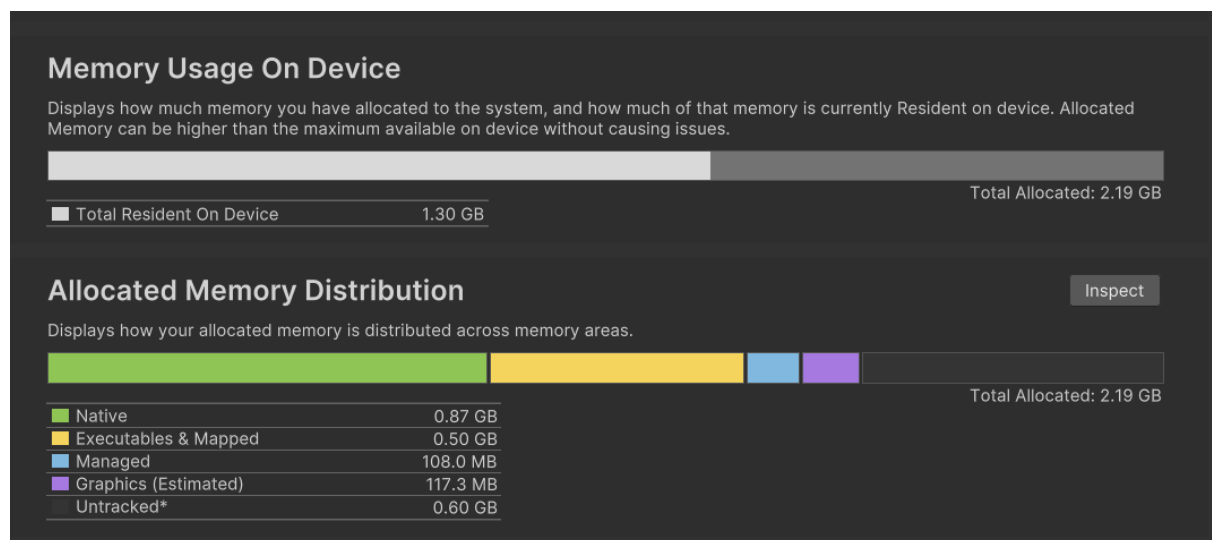 Memory Usage On Device
Displays how much memory you have allocated to the system, and how much of that memory is currently Resident on device. Allocated
Memory can be higher than the maximum available on device without causing issues.
Total Allocated: 2.19 GB
Total Resident On Device 1.30 GB
Allocated Memory Distribution
Inspect
Displays how your allocated memory is distributed across memory areas.
Total Allocated: 2.19 GB
Native 0.87 GB
Executables & Mapped 0.50 GB
Managed 108.0 MB
Graphics (Estimated) 117.3 MB
Untracked* 0.60 GB